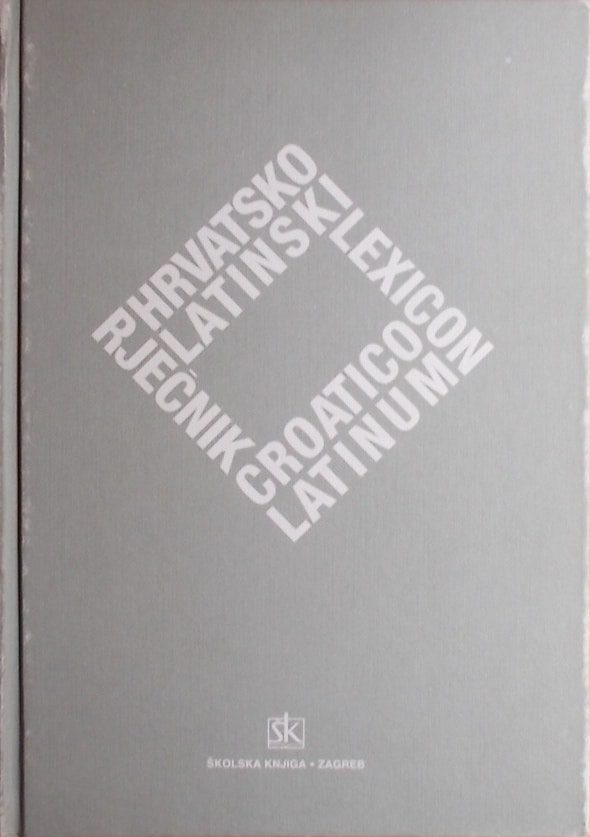 HRVATSKO
LATINSKI
RJEČNIK
LEXICON
CROATICO
LATINUM
ŠK
ŠKOLSKA KNJIGA • ZAGREB